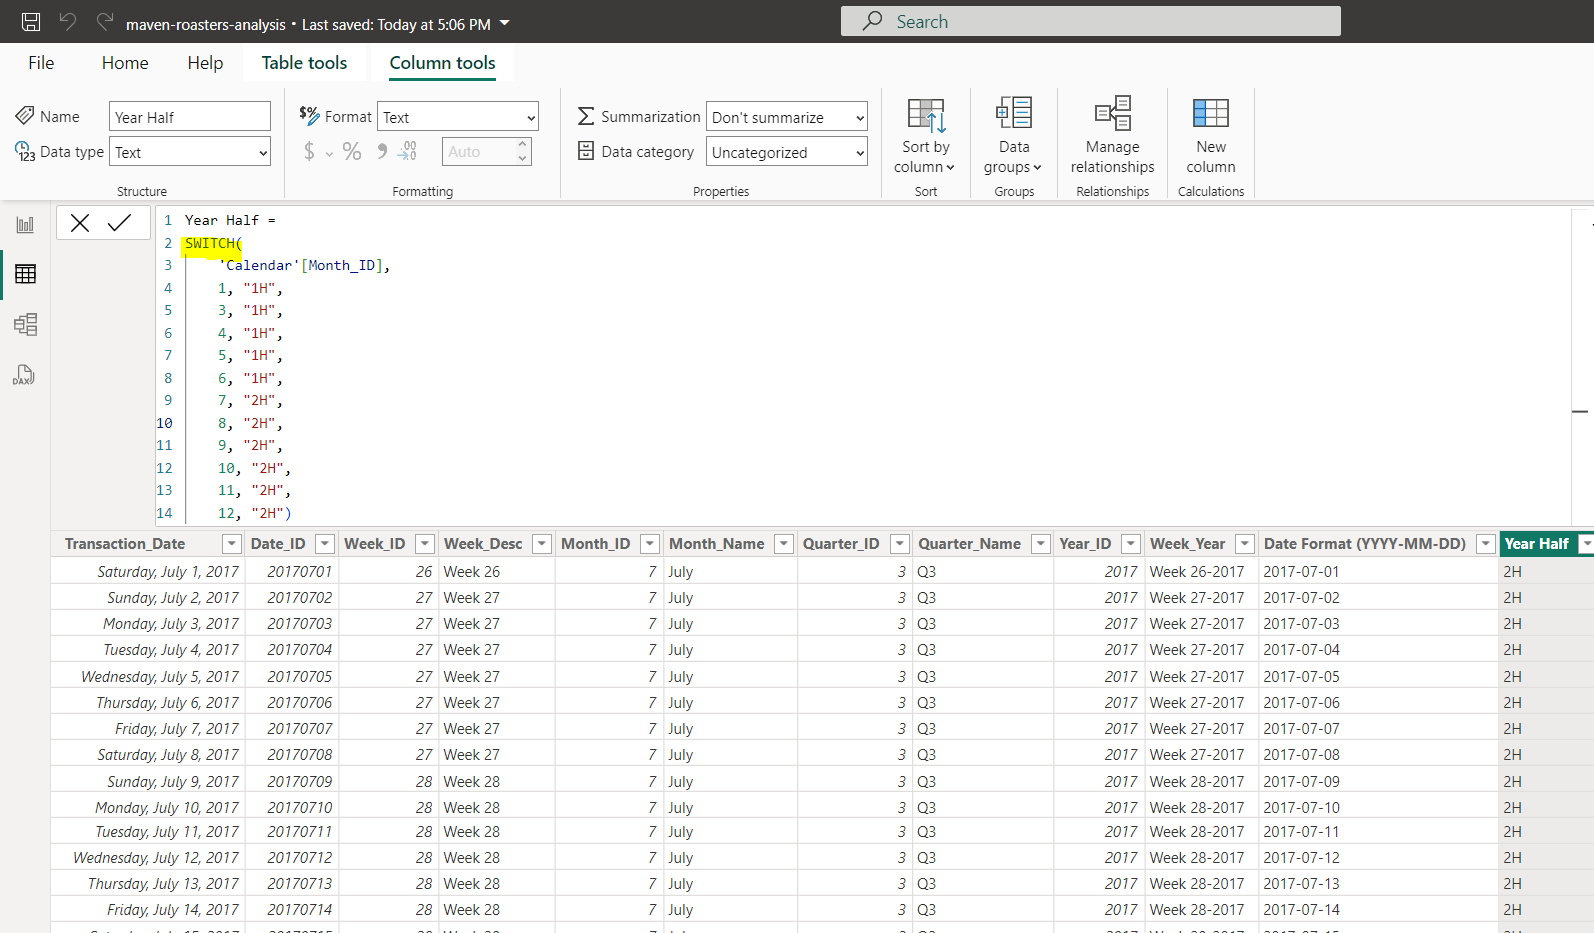 maven-roasters-analysis • Last saved: Today at 5:06 PM
Search
File Home Help Table tools Column tools
Name Year Half
Data type Text
Structure
$% Format Text
$ % 9 .00 Auto
Formatting
Summarization Don't summarize
Data category Uncategorized
Properties
Sort by
column
Sort
Data
groups
Groups
Manage
relationships
Relationships
New
column
Calculations
1 Year Half =
2 SWITCH(
3 'Calendar'[Month_ID],
4 1, "1H",
5 3, "1H",
6 4, "1H",
7 5, "1H",
8 6, "1H",
9 7, "2H",
10 8, "2H",
11 9, "2H",
12 10, "2H",
13 11, "2H",
14 12, "2H")
DAX
Transaction_Date Date_ID Week_ID Week_Desc Month_ID Month_Name Quarter_ID Quarter_Name Year_ID Week_Year Date Format (YYYY-MM-DD) Year Half
Saturday, July 1, 2017 20170701 26 Week 26 7 July 3 Q3 2017 Week 26-2017 2017-07-01 2H
Sunday, July 2, 2017 20170702 27 Week 27 7 July 3 Q3 2017 Week 27-2017 2017-07-02 2H
Monday, July 3, 2017 20170703 27 Week 27 7 July 3 Q3 2017 Week 27-2017 2017-07-03 2H
Tuesday, July 4, 2017 20170704 27 Week 27 7 July 3 Q3 2017 Week 27-2017 2017-07-04 2H
Wednesday, July 5, 2017 20170705 27 Week 27 7 July 3 Q3 2017 Week 27-2017 2017-07-05 2H
Thursday, July 6, 2017 20170706 27 Week 27 7 July 3 Q3 2017 Week 27-2017 2017-07-06 2H
Friday, July 7, 2017 20170707 27 Week 27 7 July 3 Q3 2017 Week 27-2017 2017-07-07 2H
Saturday, July 8, 2017 20170708 27 Week 27 7 July 3 Q3 2017 Week 27-2017 2017-07-08 2H
Sunday, July 9, 2017 20170709 28 Week 28 7 July 3 Q3 2017 Week 28-2017 2017-07-09 2H
Monday, July 10, 2017 20170710 28 Week 28 7 July 3 Q3 2017 Week 28-2017 2017-07-10 2H
Tuesday, July 11, 2017 20170711 28 Week 28 7 July 3 Q3 2017 Week 28-2017 2017-07-11 2H
Wednesday, July 12, 2017 20170712 28 Week 28 7 July 3 Q3 2017 Week 28-2017 2017-07-12 2H
Thursday, July 13, 2017 20170713 28 Week 28 7 July 3 Q3 2017 Week 28-2017 2017-07-13 2H
Friday, July 14, 2017 20170714 28 Week 28 7 July 3 Q3 2017 Week 28-2017 2017-07-14 2H